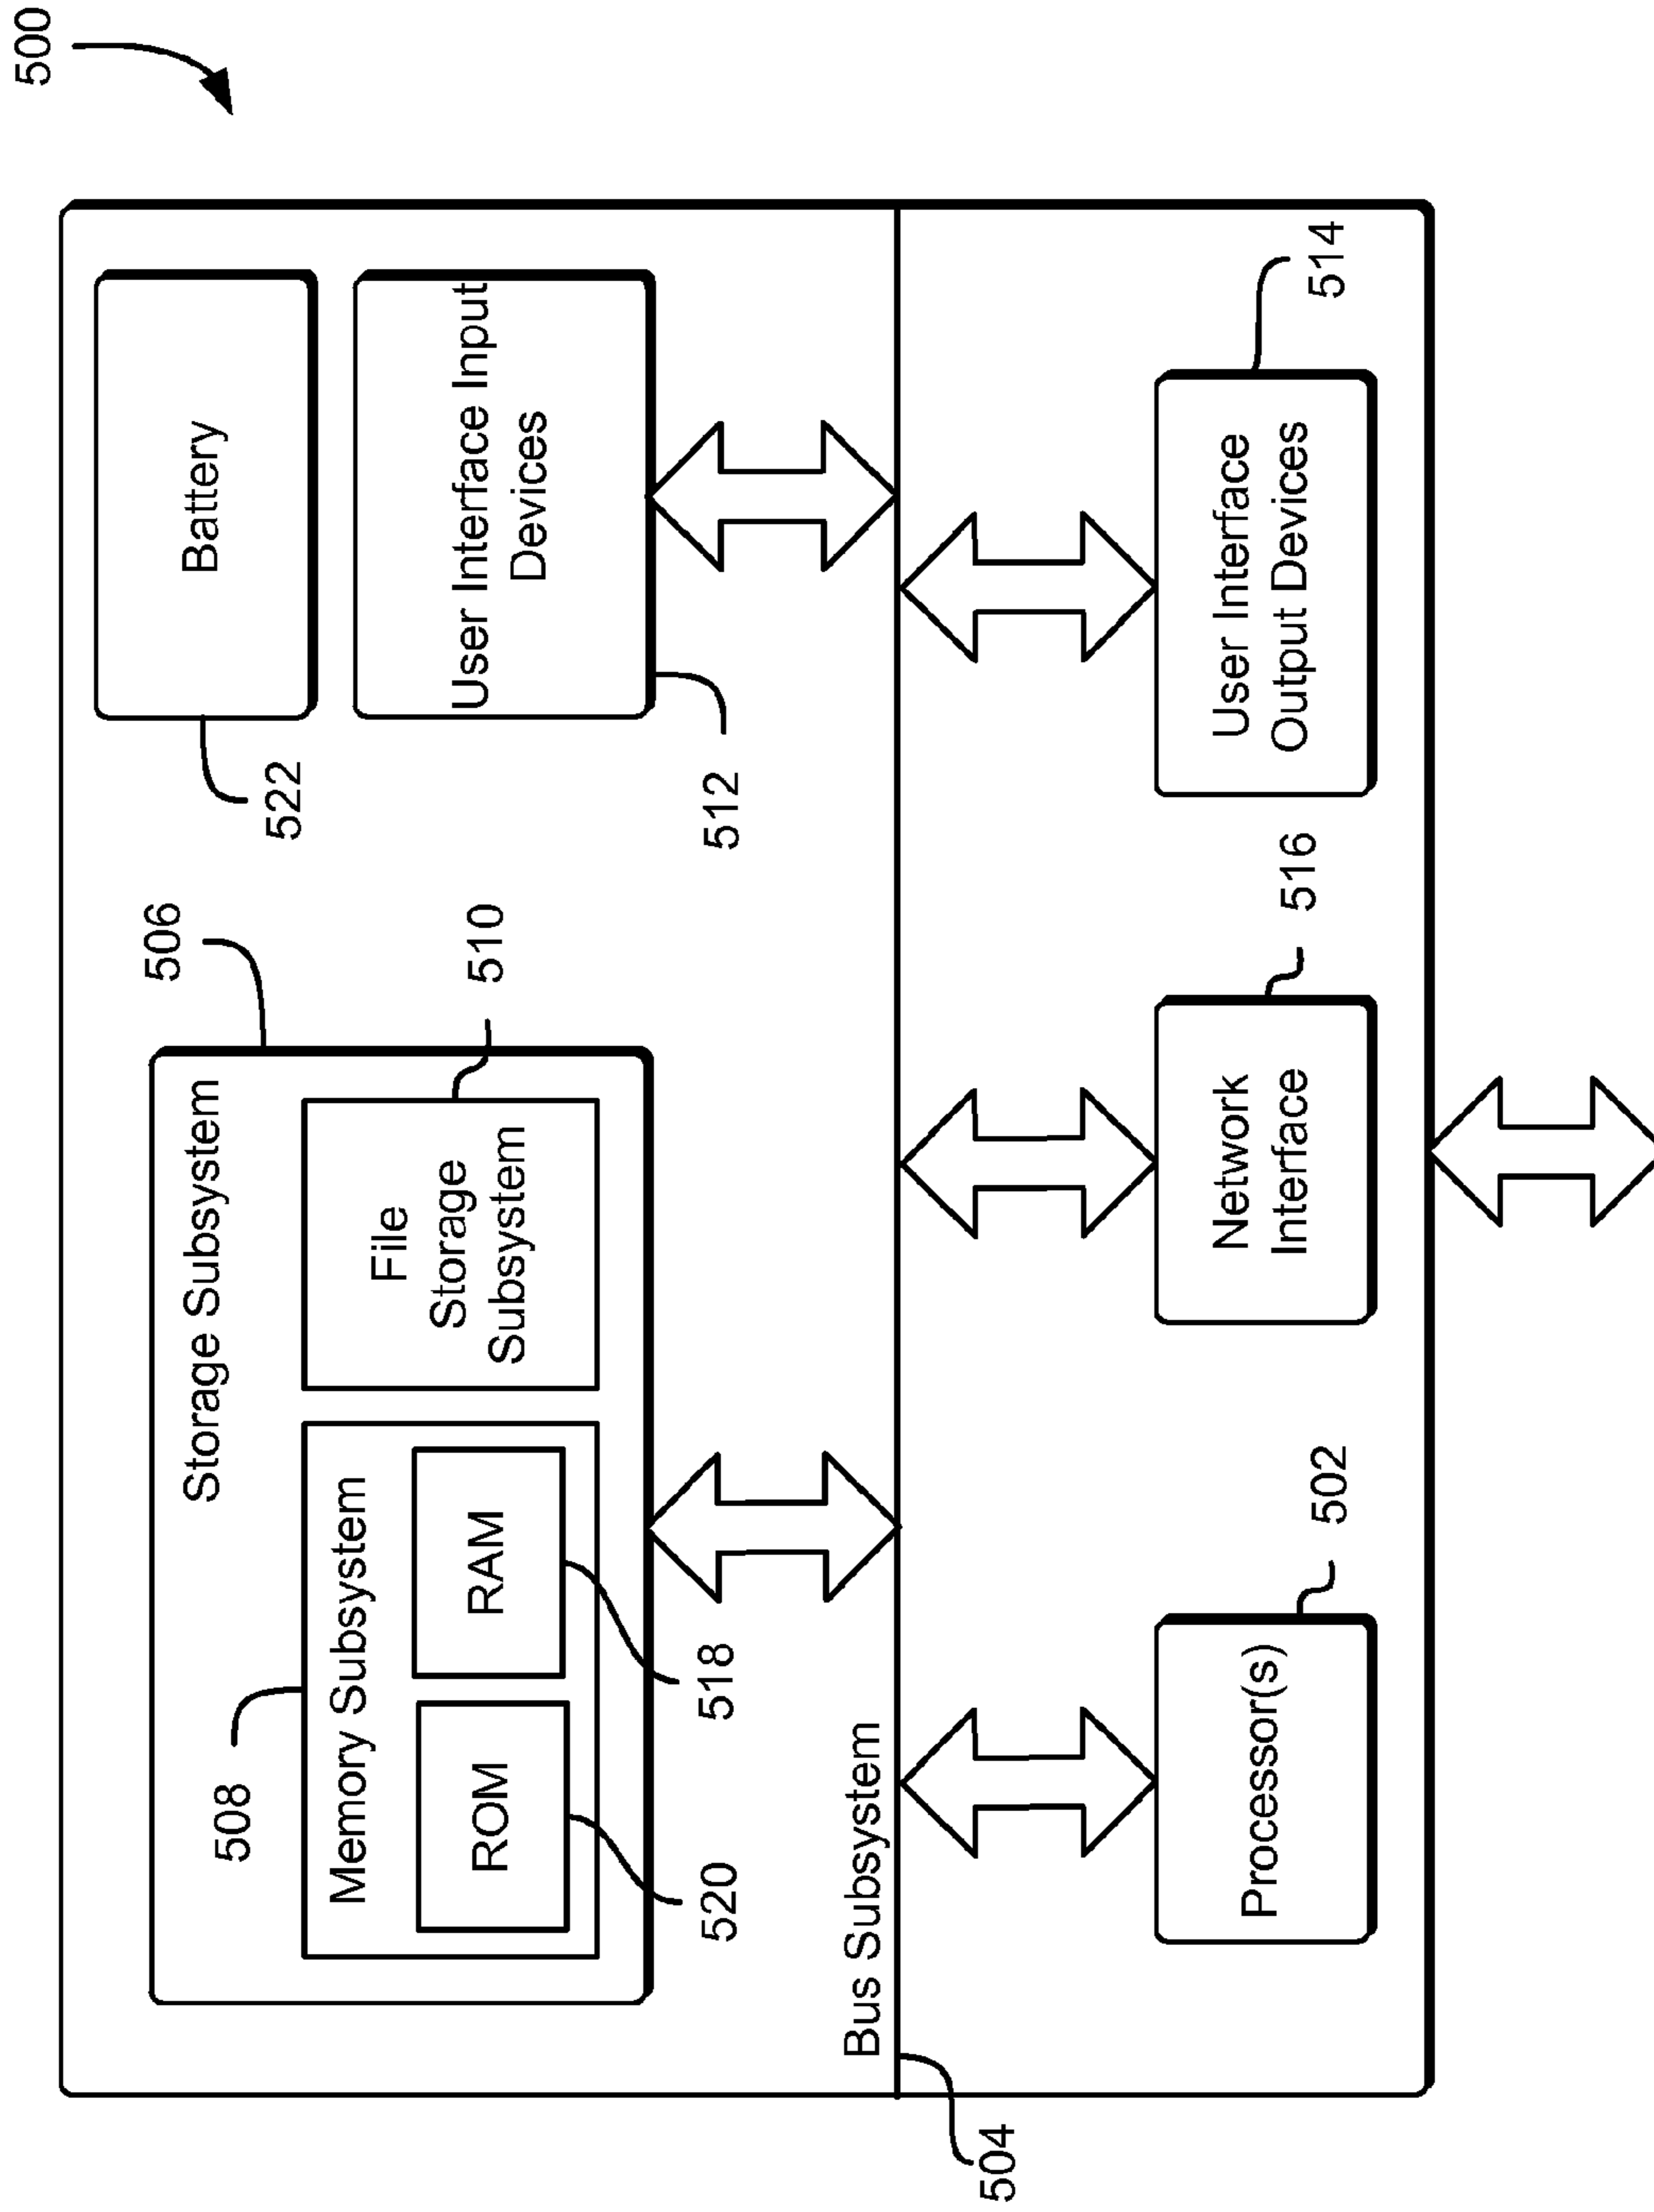 500
506
Storage Subsystem
508
Memory Subsystem
ROM
RAM
520
518
File
Storage
Subsystem
510
522
Battery
User Interface Input
Devices
512
Bus Subsystem
504
Processor(s)
502
Network
Interface
516
User Interface
Output Devices
514